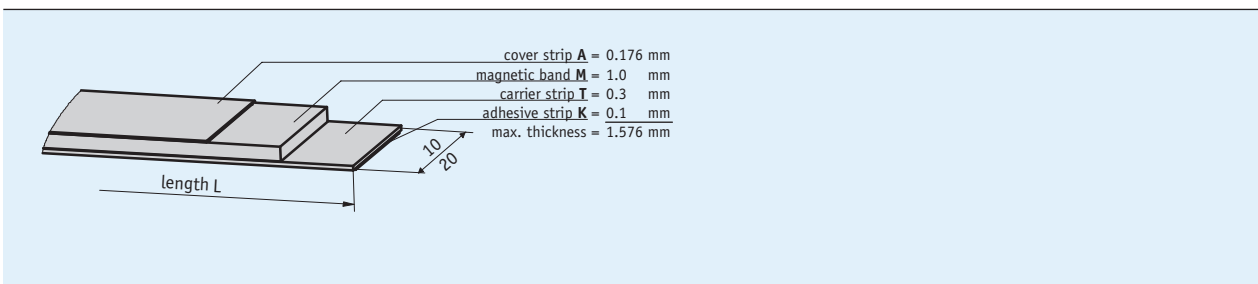 cover strip A = 0.176 mm
magnetic band M = 1.0 mm
carrier strip T = 0.3 mm
adhesive strip K = 0.1 mm
max. thickness = 1.576 mm
10
20
length L